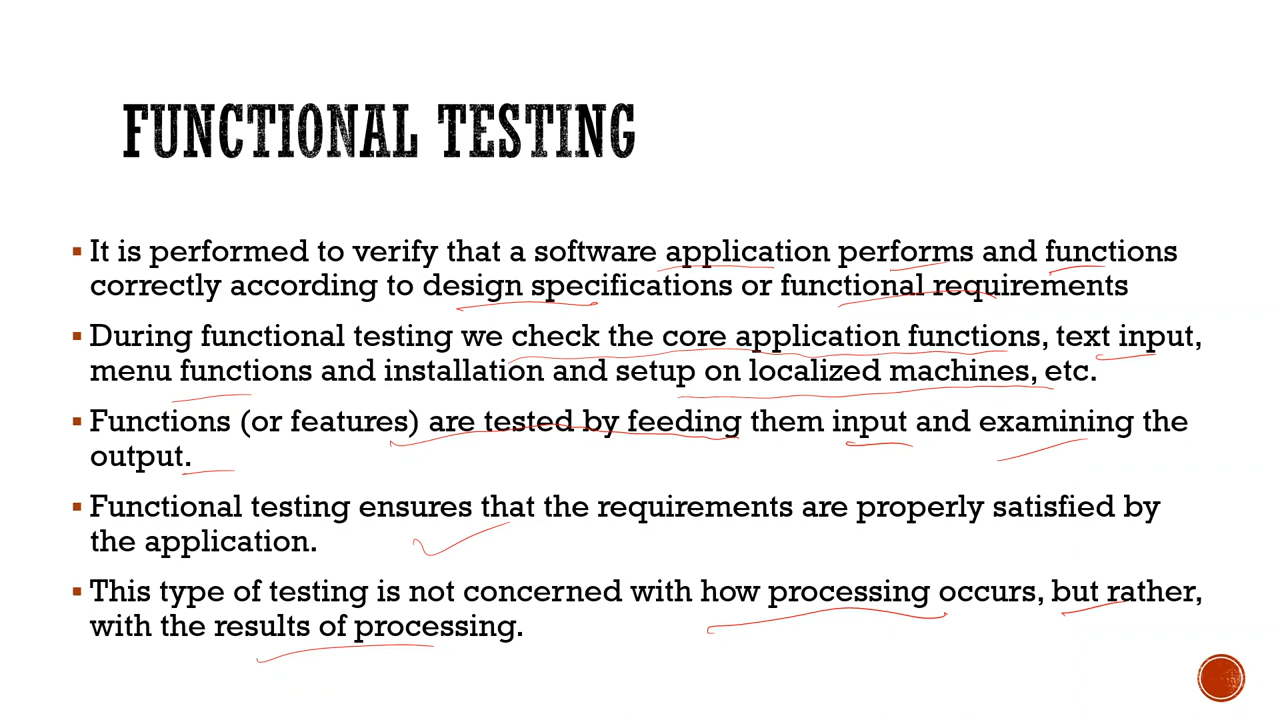 FUNCTIONAL TESTING
▪ It is performed to verify that a software application performs and functions
correctly according to design specifications or functional requirements
▪ During functional testing we check the core application functions, text input,
menu functions and installation and setup on localized machines, etc.
▪ Functions (or features) are tested by feeding them input and examining the
output.
▪ Functional testing ensures that the requirements are properly satisfied by
the application.
▪ This type of testing is not concerned with how processing occurs, but rather,
with the results of processing.